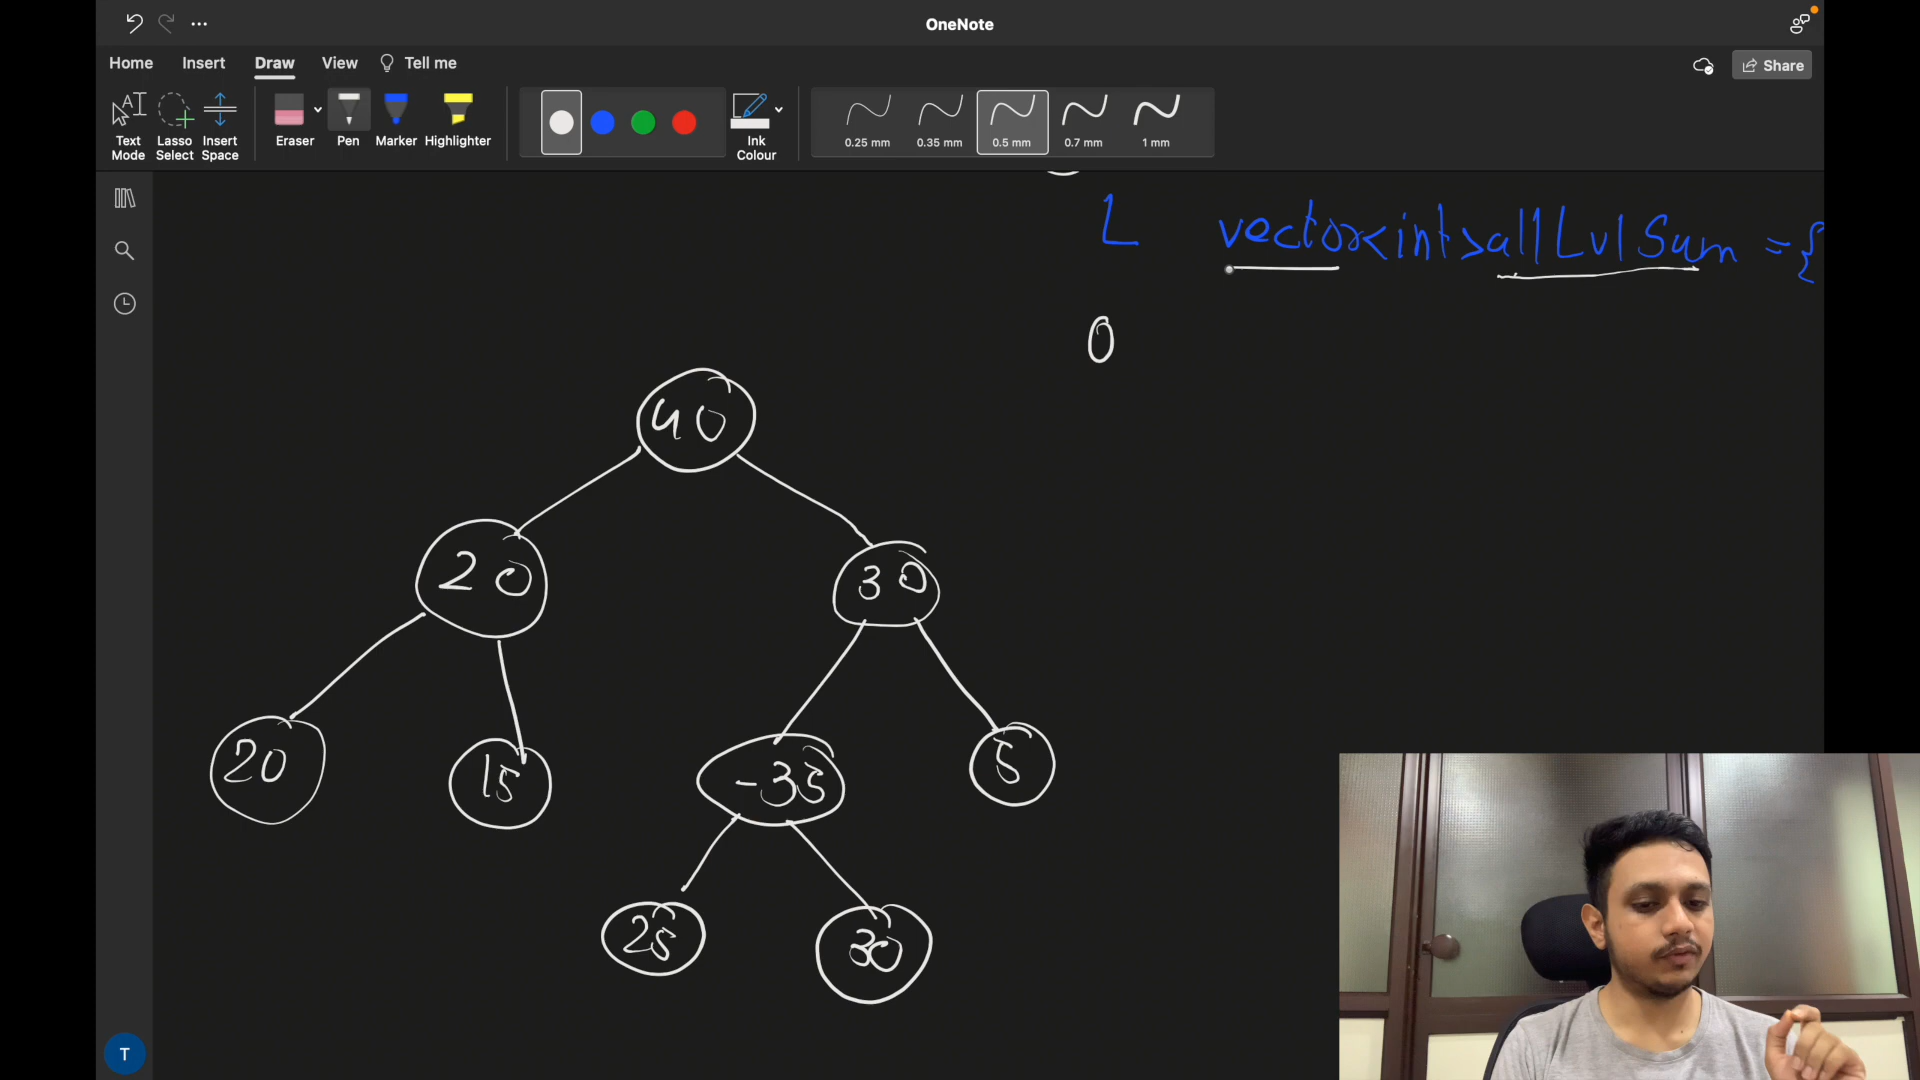 OneNote
Home Insert Draw View Tell me
Share
Text Mode
Lasso Select
Insert Space
Eraser
Pen
Marker
Highlighter
Ink Colour
0.25 mm
0.35 mm
0.5 mm
0.7 mm
1 mm
L vector<int>allLvlSum = {
0
40
20 30
20 15 -35 5
25 30
T